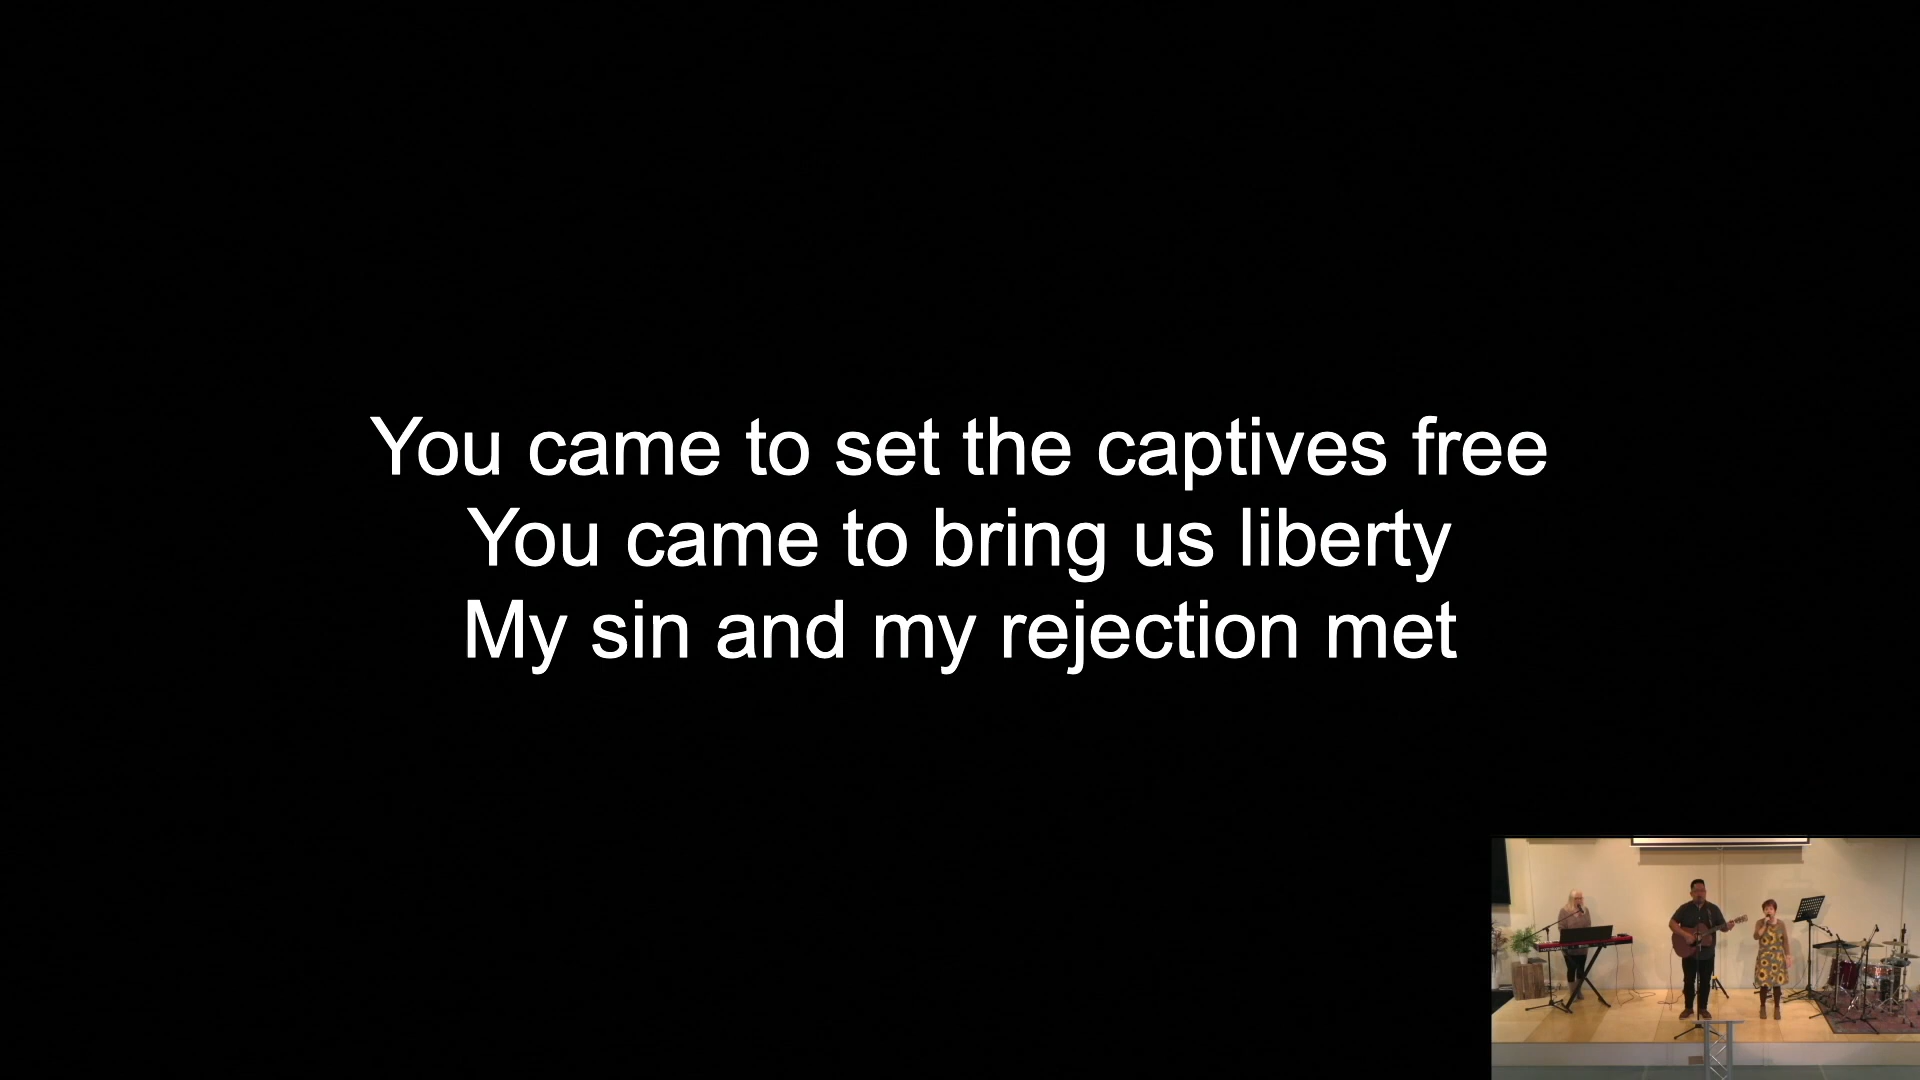 You came to set the captives free
You came to bring us liberty
My sin and my rejection met